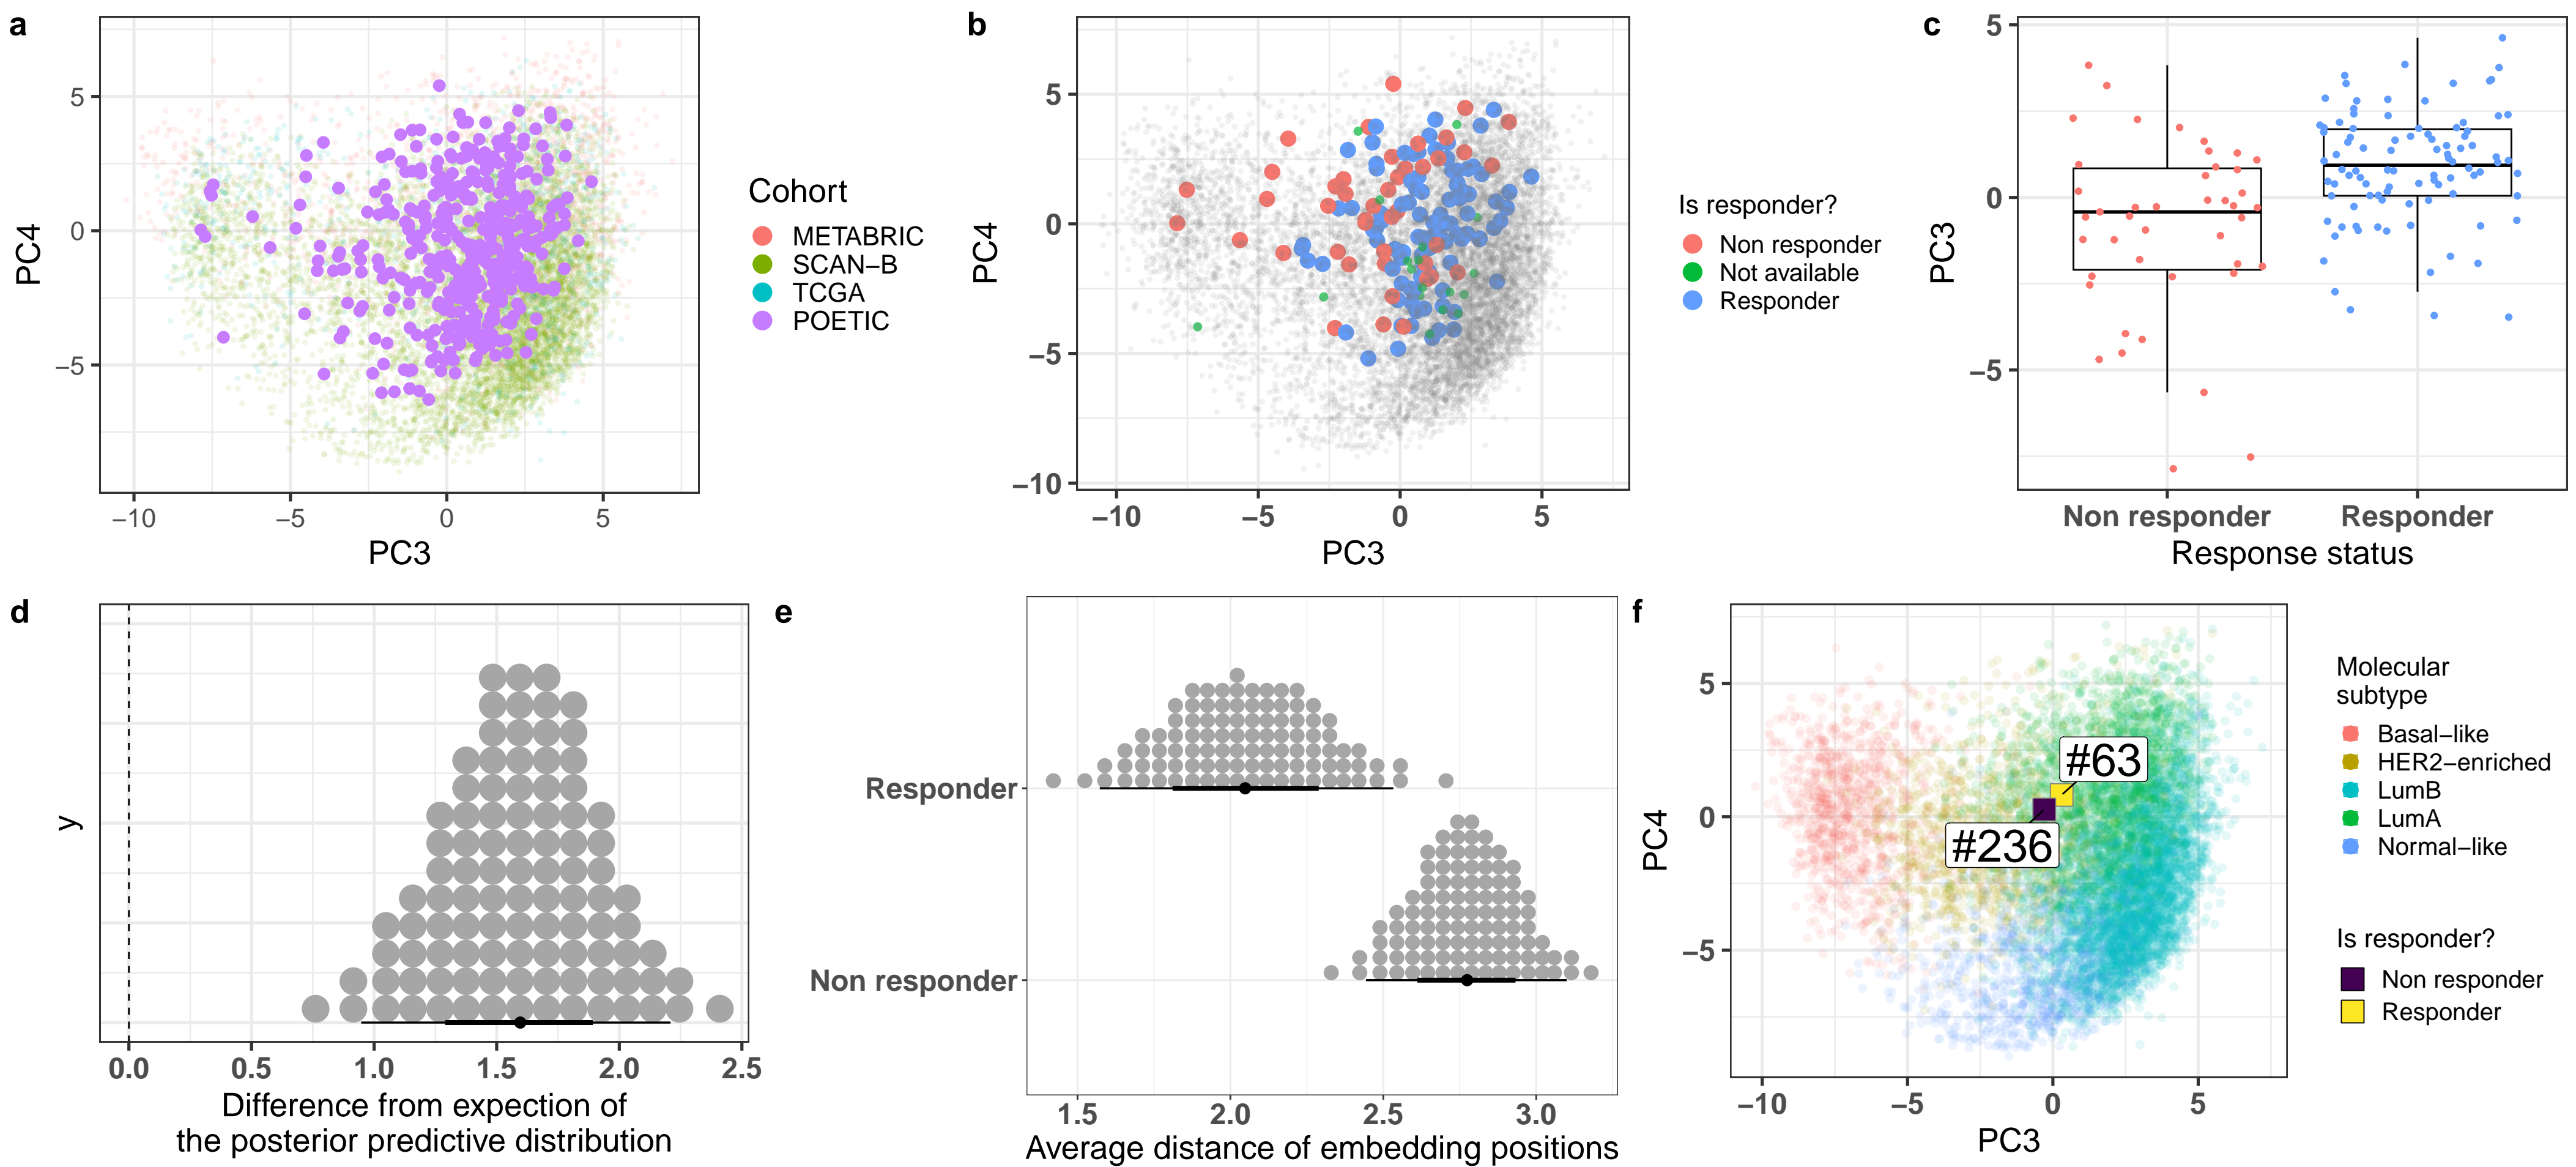 a
5
0
−5
PC4
−10
−5
0
5
PC3
Cohort
METABRIC
SCAN−B
TCGA
POETIC
b
5
0
−5
−10
PC4
−10
−5
0
5
PC3
Is responder?
Non responder
Not available
Responder
c
5
0
−5
PC3
Non responder
Responder
Response status
d
y
0.0
0.5
1.0
1.5
2.0
2.5
Difference from expection of
the posterior predictive distribution
e
Responder
Non responder
1.5
2.0
2.5
3.0
Average distance of embedding positions
f
5
0
−5
PC4
#63
#236
−10
−5
0
5
PC3
Molecular
subtype
Basal−like
HER2−enriched
LumB
LumA
Normal−like
Is responder?
Non responder
Responder